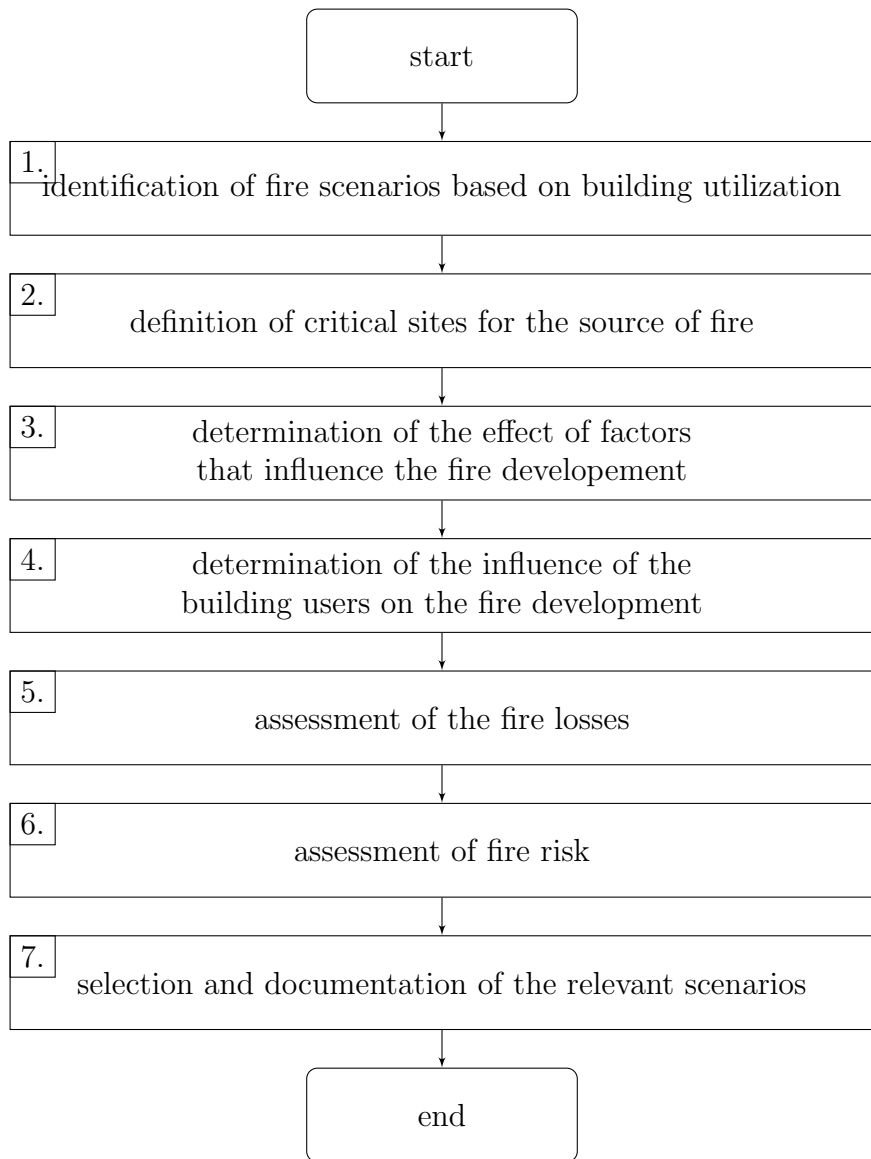 start
1.
identification of fire scenarios based on building utilization
2.
definition of critical sites for the source of fire
3.
determination of the effect of factors
that influence the fire developement
4.
determination of the influence of the
building users on the fire development
5.
assessment of the fire losses
6.
assessment of fire risk
7.
selection and documentation of the relevant scenarios
end